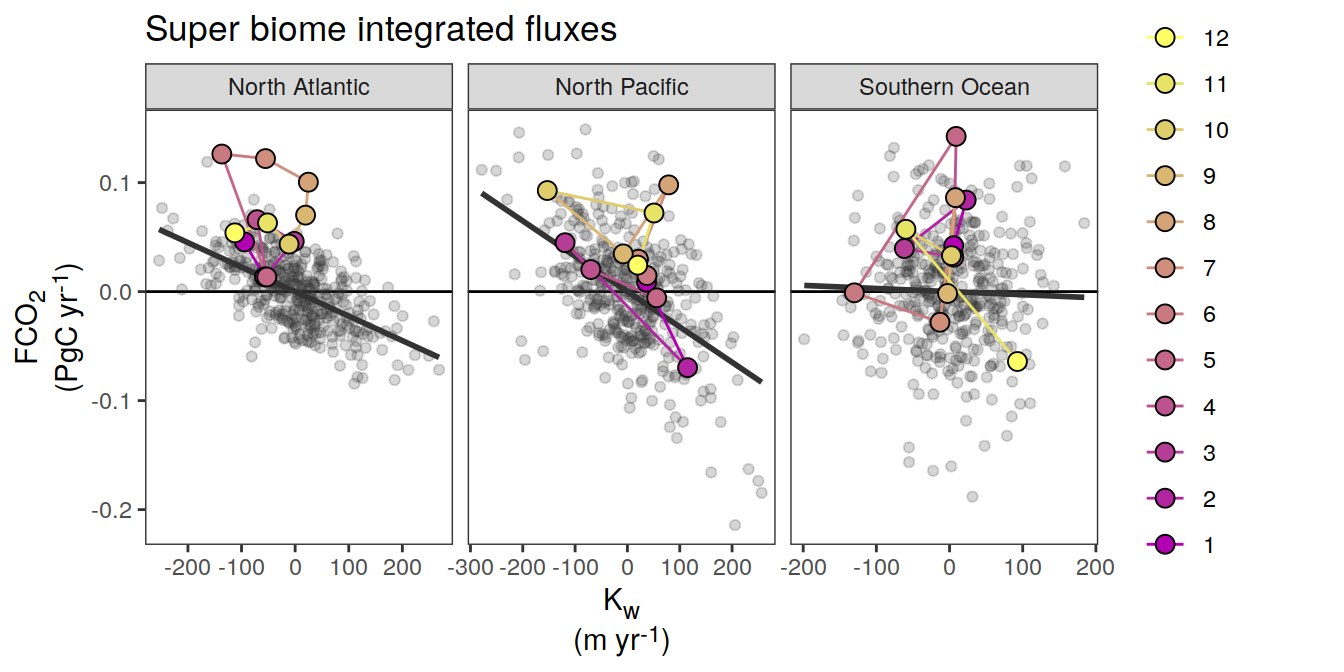 Super biome integrated fluxes
North Atlantic
North Pacific
Southern Ocean
FCO₂
(PgC yr⁻¹)
0.1
0.0
-0.1
-0.2
-200 -100 0 100 200
-300 -200 -100 0 100 200
-200 -100 0 100 200
K𝗐
(m yr⁻¹)
12
11
10
9
8
7
6
5
4
3
2
1